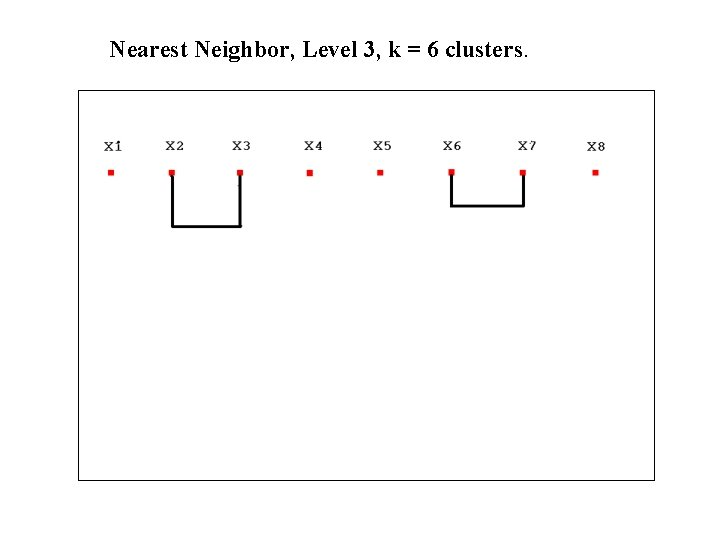 Nearest Neighbor, Level 3, k = 6 clusters.
X1 X2 X3 X4 X5 X6 X7 X8